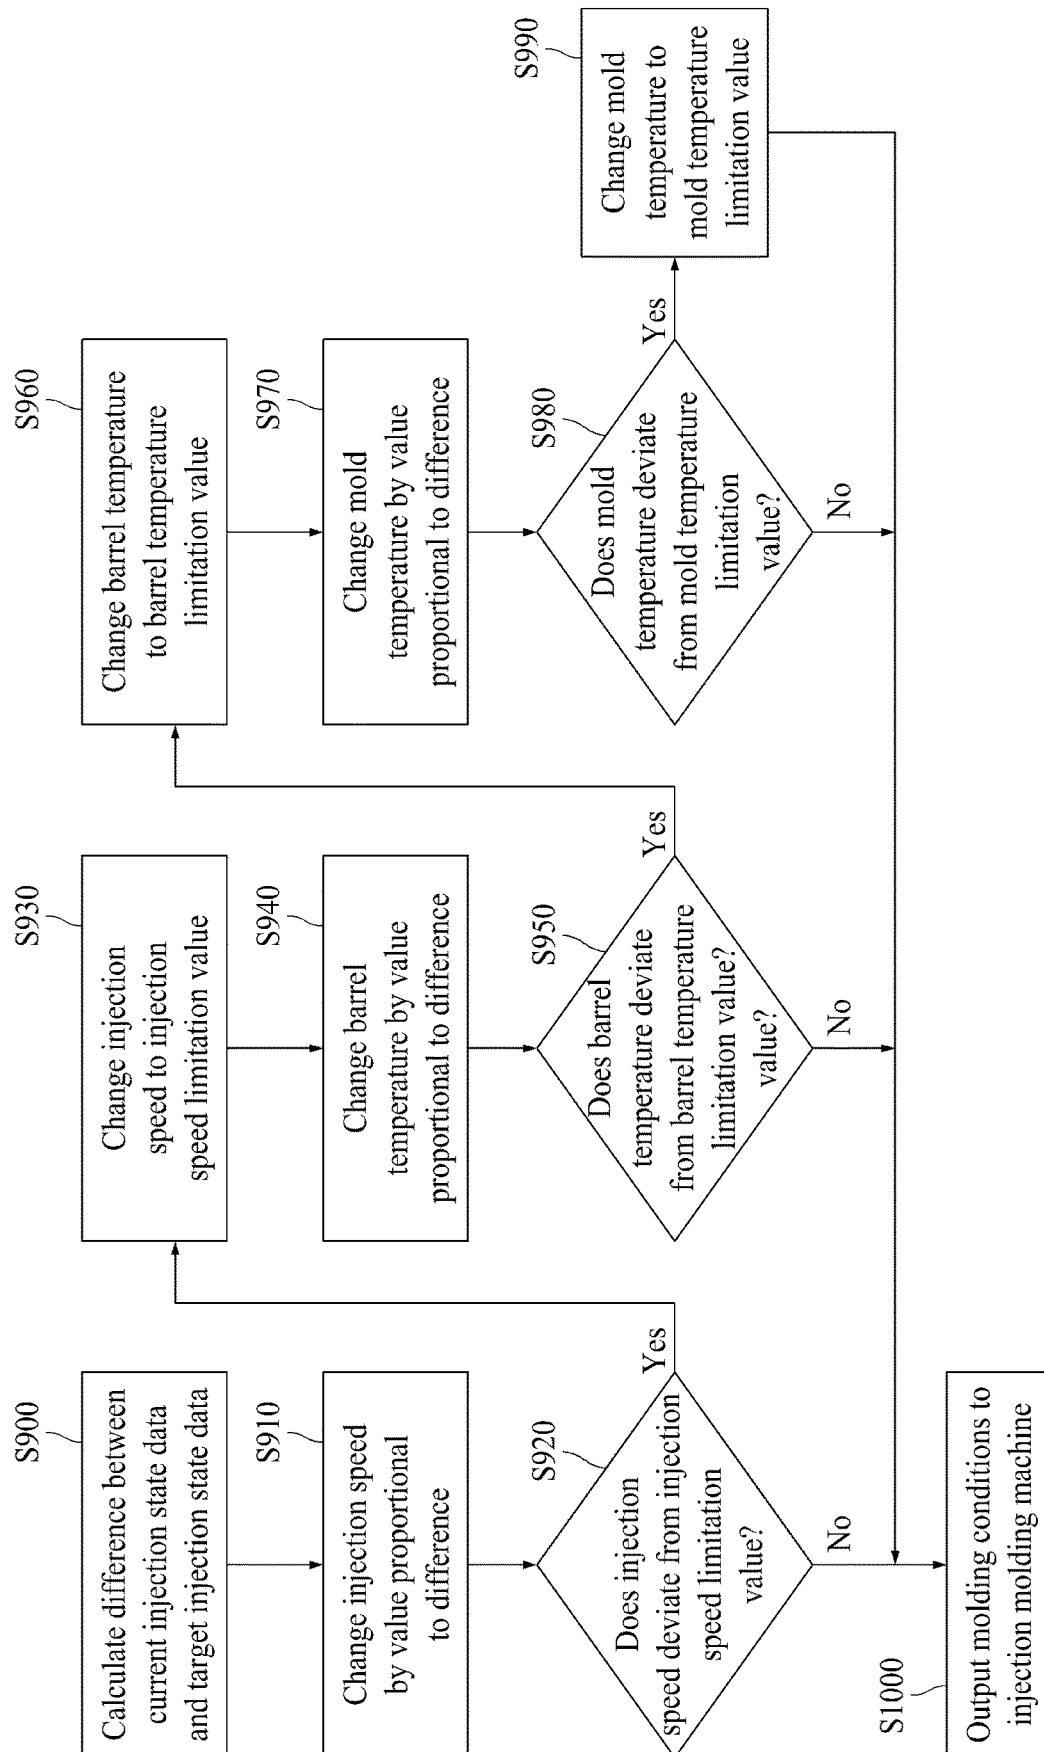 S900
Calculate difference between
current injection state data
and target injection state data
S910
Change injection speed
by value proportional
to difference
S920
Does injection
speed deviate from injection
speed limitation
value?
Yes
No
S930
Change injection
speed to injection
speed limitation value
S940
Change barrel
temperature by value
proportional to difference
S950
Does barrel
temperature deviate
from barrel temperature
limitation value?
value?
Yes
No
S960
Change barrel temperature
to barrel temperature
limitation value
S970
Change mold
temperature by value
proportional to difference
S980
Does mold
temperature deviate
from mold temperature
limitation
value?
Yes
No
S990
Change mold
temperature to
mold temperature
limitation value
S1000
Output molding conditions to
injection molding machine